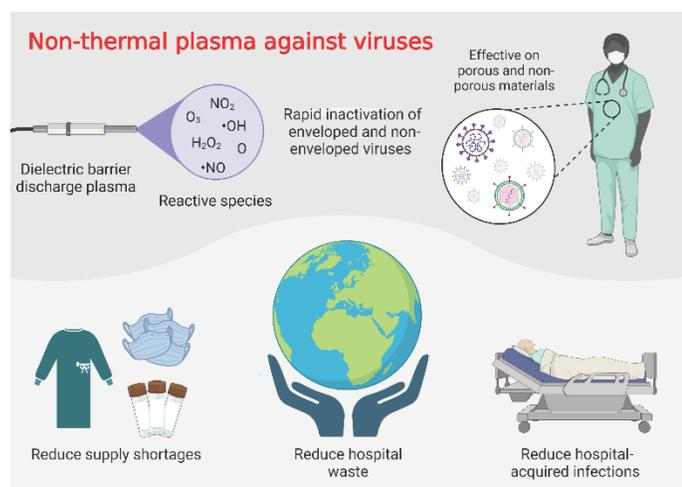 Non-thermal plasma against viruses
Effective on
porous and non-
porous materials
NO₂
O₃
•OH
H₂O₂
O
•NO
Rapid inactivation of
enveloped and non-
enveloped viruses
Dielectric barrier
discharge plasma
Reactive species
Reduce supply shortages
Reduce hospital
waste
Reduce hospital-
acquired infections